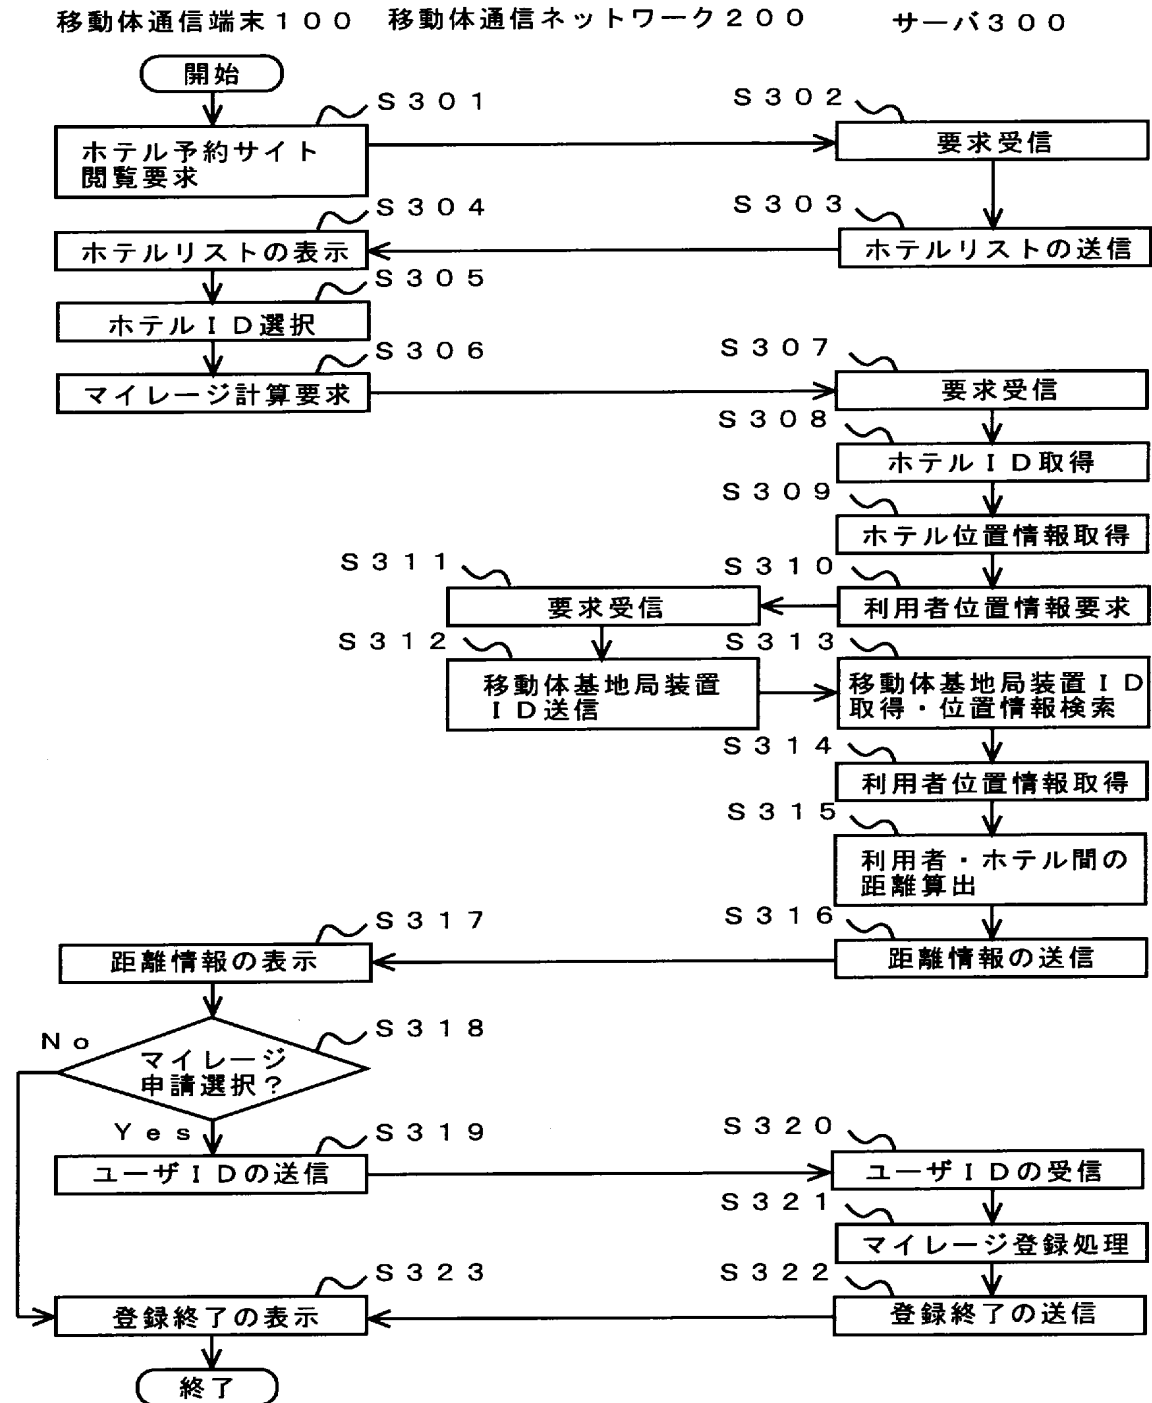 移動体通信端末１００　移動体通信ネットワーク２００　サーバ３００
開始
Ｓ３０１
ホテル予約サイト
閲覧要求
Ｓ３０２
要求受信
Ｓ３０３
ホテルリストの送信
Ｓ３０４
ホテルリストの表示
Ｓ３０５
ホテルＩＤ選択
Ｓ３０６
マイレージ計算要求
Ｓ３０７
要求受信
Ｓ３０８
ホテルＩＤ取得
Ｓ３０９
ホテル位置情報取得
Ｓ３１０
利用者位置情報要求
Ｓ３１１
要求受信
Ｓ３１２
移動体基地局装置
ＩＤ送信
Ｓ３１３
移動体基地局装置ＩＤ
取得・位置情報検索
Ｓ３１４
利用者位置情報取得
Ｓ３１５
利用者・ホテル間の
距離算出
Ｓ３１６
距離情報の送信
Ｓ３１７
距離情報の表示
Ｓ３１８
マイレージ
申請選択？
Ｎｏ
Ｙｅｓ
Ｓ３１９
ユーザＩＤの送信
Ｓ３２０
ユーザＩＤの受信
Ｓ３２１
マイレージ登録処理
Ｓ３２２
登録終了の送信
Ｓ３２３
登録終了の表示
終了